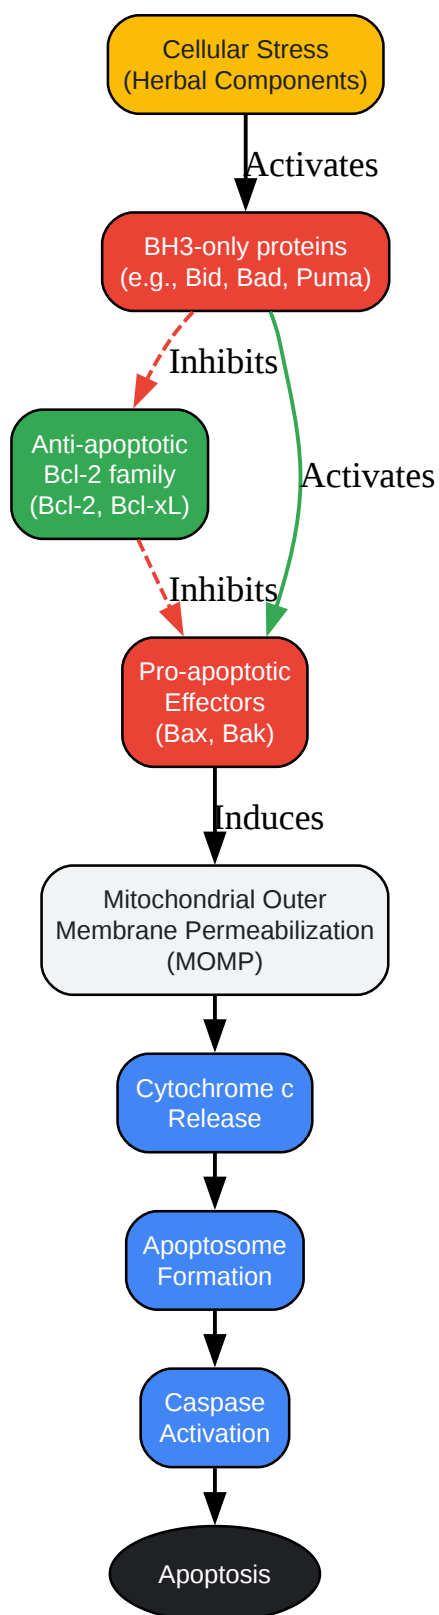 Cellular Stress
(Herbal Components)
Activates
BH3-only proteins
(e.g., Bid, Bad, Puma)
Inhibits
Anti-apoptotic
Bcl-2 family
(Bcl-2, Bcl-xL)
Activates
Inhibits
Pro-apoptotic
Effectors
(Bax, Bak)
Induces
Mitochondrial Outer
Membrane Permeabilization
(MOMP)
Cytochrome c
Release
Apoptosome
Formation
Caspase
Activation
Apoptosis